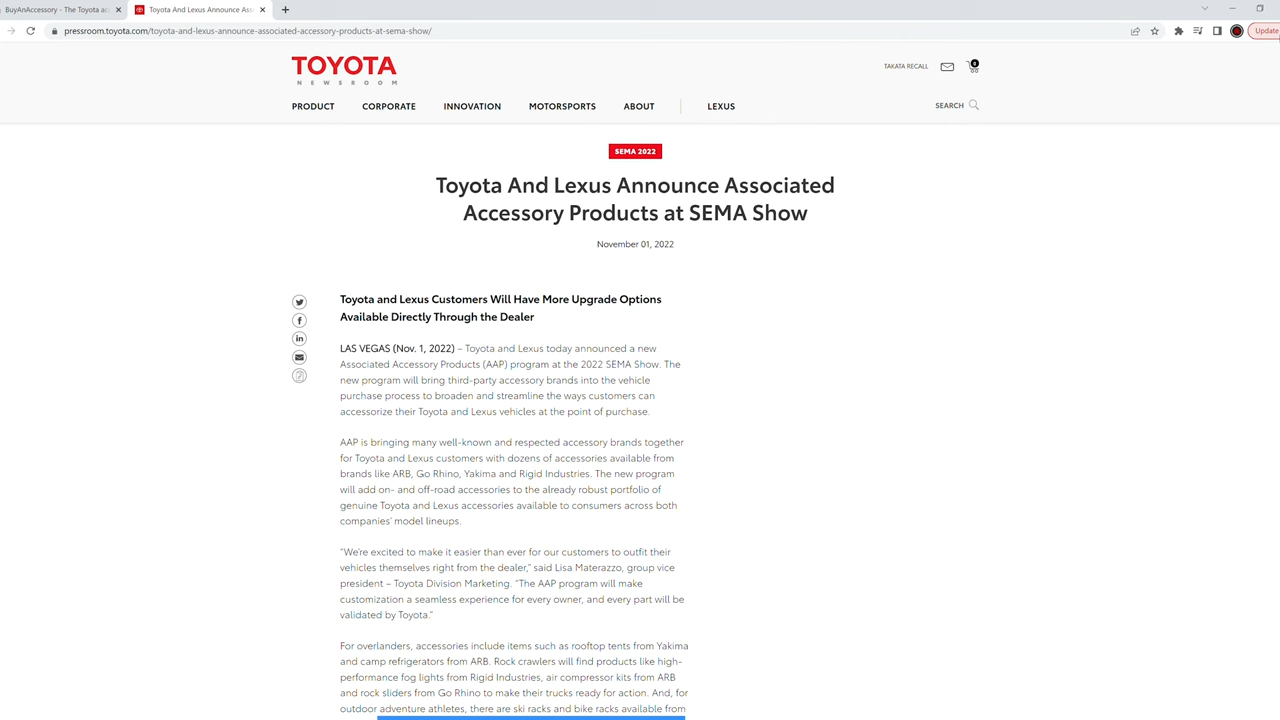 BuyAnAccessory - The Toyota ac
Toyota And Lexus Announce Ass
pressroom.toyota.com/toyota-and-lexus-announce-associated-accessory-products-at-sema-show/
Update
TOYOTA
NEWSROOM
TAKATA RECALL
0
PRODUCT CORPORATE INNOVATION MOTORSPORTS ABOUT LEXUS SEARCH
SEMA 2022
Toyota And Lexus Announce Associated
Accessory Products at SEMA Show
November 01, 2022
Toyota and Lexus Customers Will Have More Upgrade Options
Available Directly Through the Dealer
LAS VEGAS (Nov. 1, 2022) – Toyota and Lexus today announced a new
Associated Accessory Products (AAP) program at the 2022 SEMA Show. The
new program will bring third-party accessory brands into the vehicle
purchase process to broaden and streamline the ways customers can
accessorize their Toyota and Lexus vehicles at the point of purchase.
AAP is bringing many well-known and respected accessory brands together
for Toyota and Lexus customers with dozens of accessories available from
brands like ARB, Go Rhino, Yakima and Rigid Industries. The new program
will add on- and off-road accessories to the already robust portfolio of
genuine Toyota and Lexus accessories available to consumers across both
companies' model lineups.
"We're excited to make it easier than ever for our customers to outfit their
vehicles themselves right from the dealer," said Lisa Materazzo, group vice
president – Toyota Division Marketing. "The AAP program will make
customization a seamless experience for every owner, and every part will be
validated by Toyota."
For overlanders, accessories include items such as rooftop tents from Yakima
and camp refrigerators from ARB. Rock crawlers will find products like high-
performance fog lights from Rigid Industries, air compressor kits from ARB
and rock sliders from Go Rhino to make their trucks ready for action. And, for
outdoor adventure athletes, there are ski racks and bike racks available from